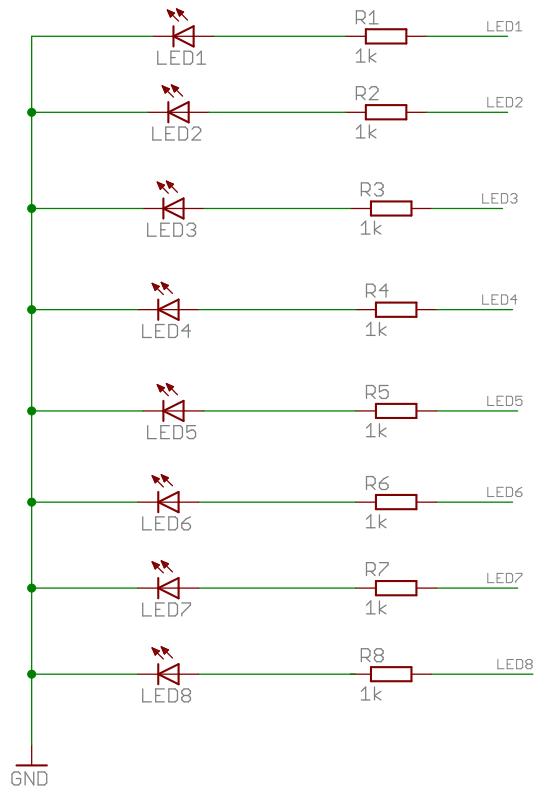 R1 LED1
LED1 1k
R2 LED2
LED2 1k
R3 LED3
LED3 1k
R4 LED4
LED4 1k
R5 LED5
LED5 1k
R6 LED6
LED6 1k
R7 LED7
LED7 1k
R8 LED8
LED8 1k
GND